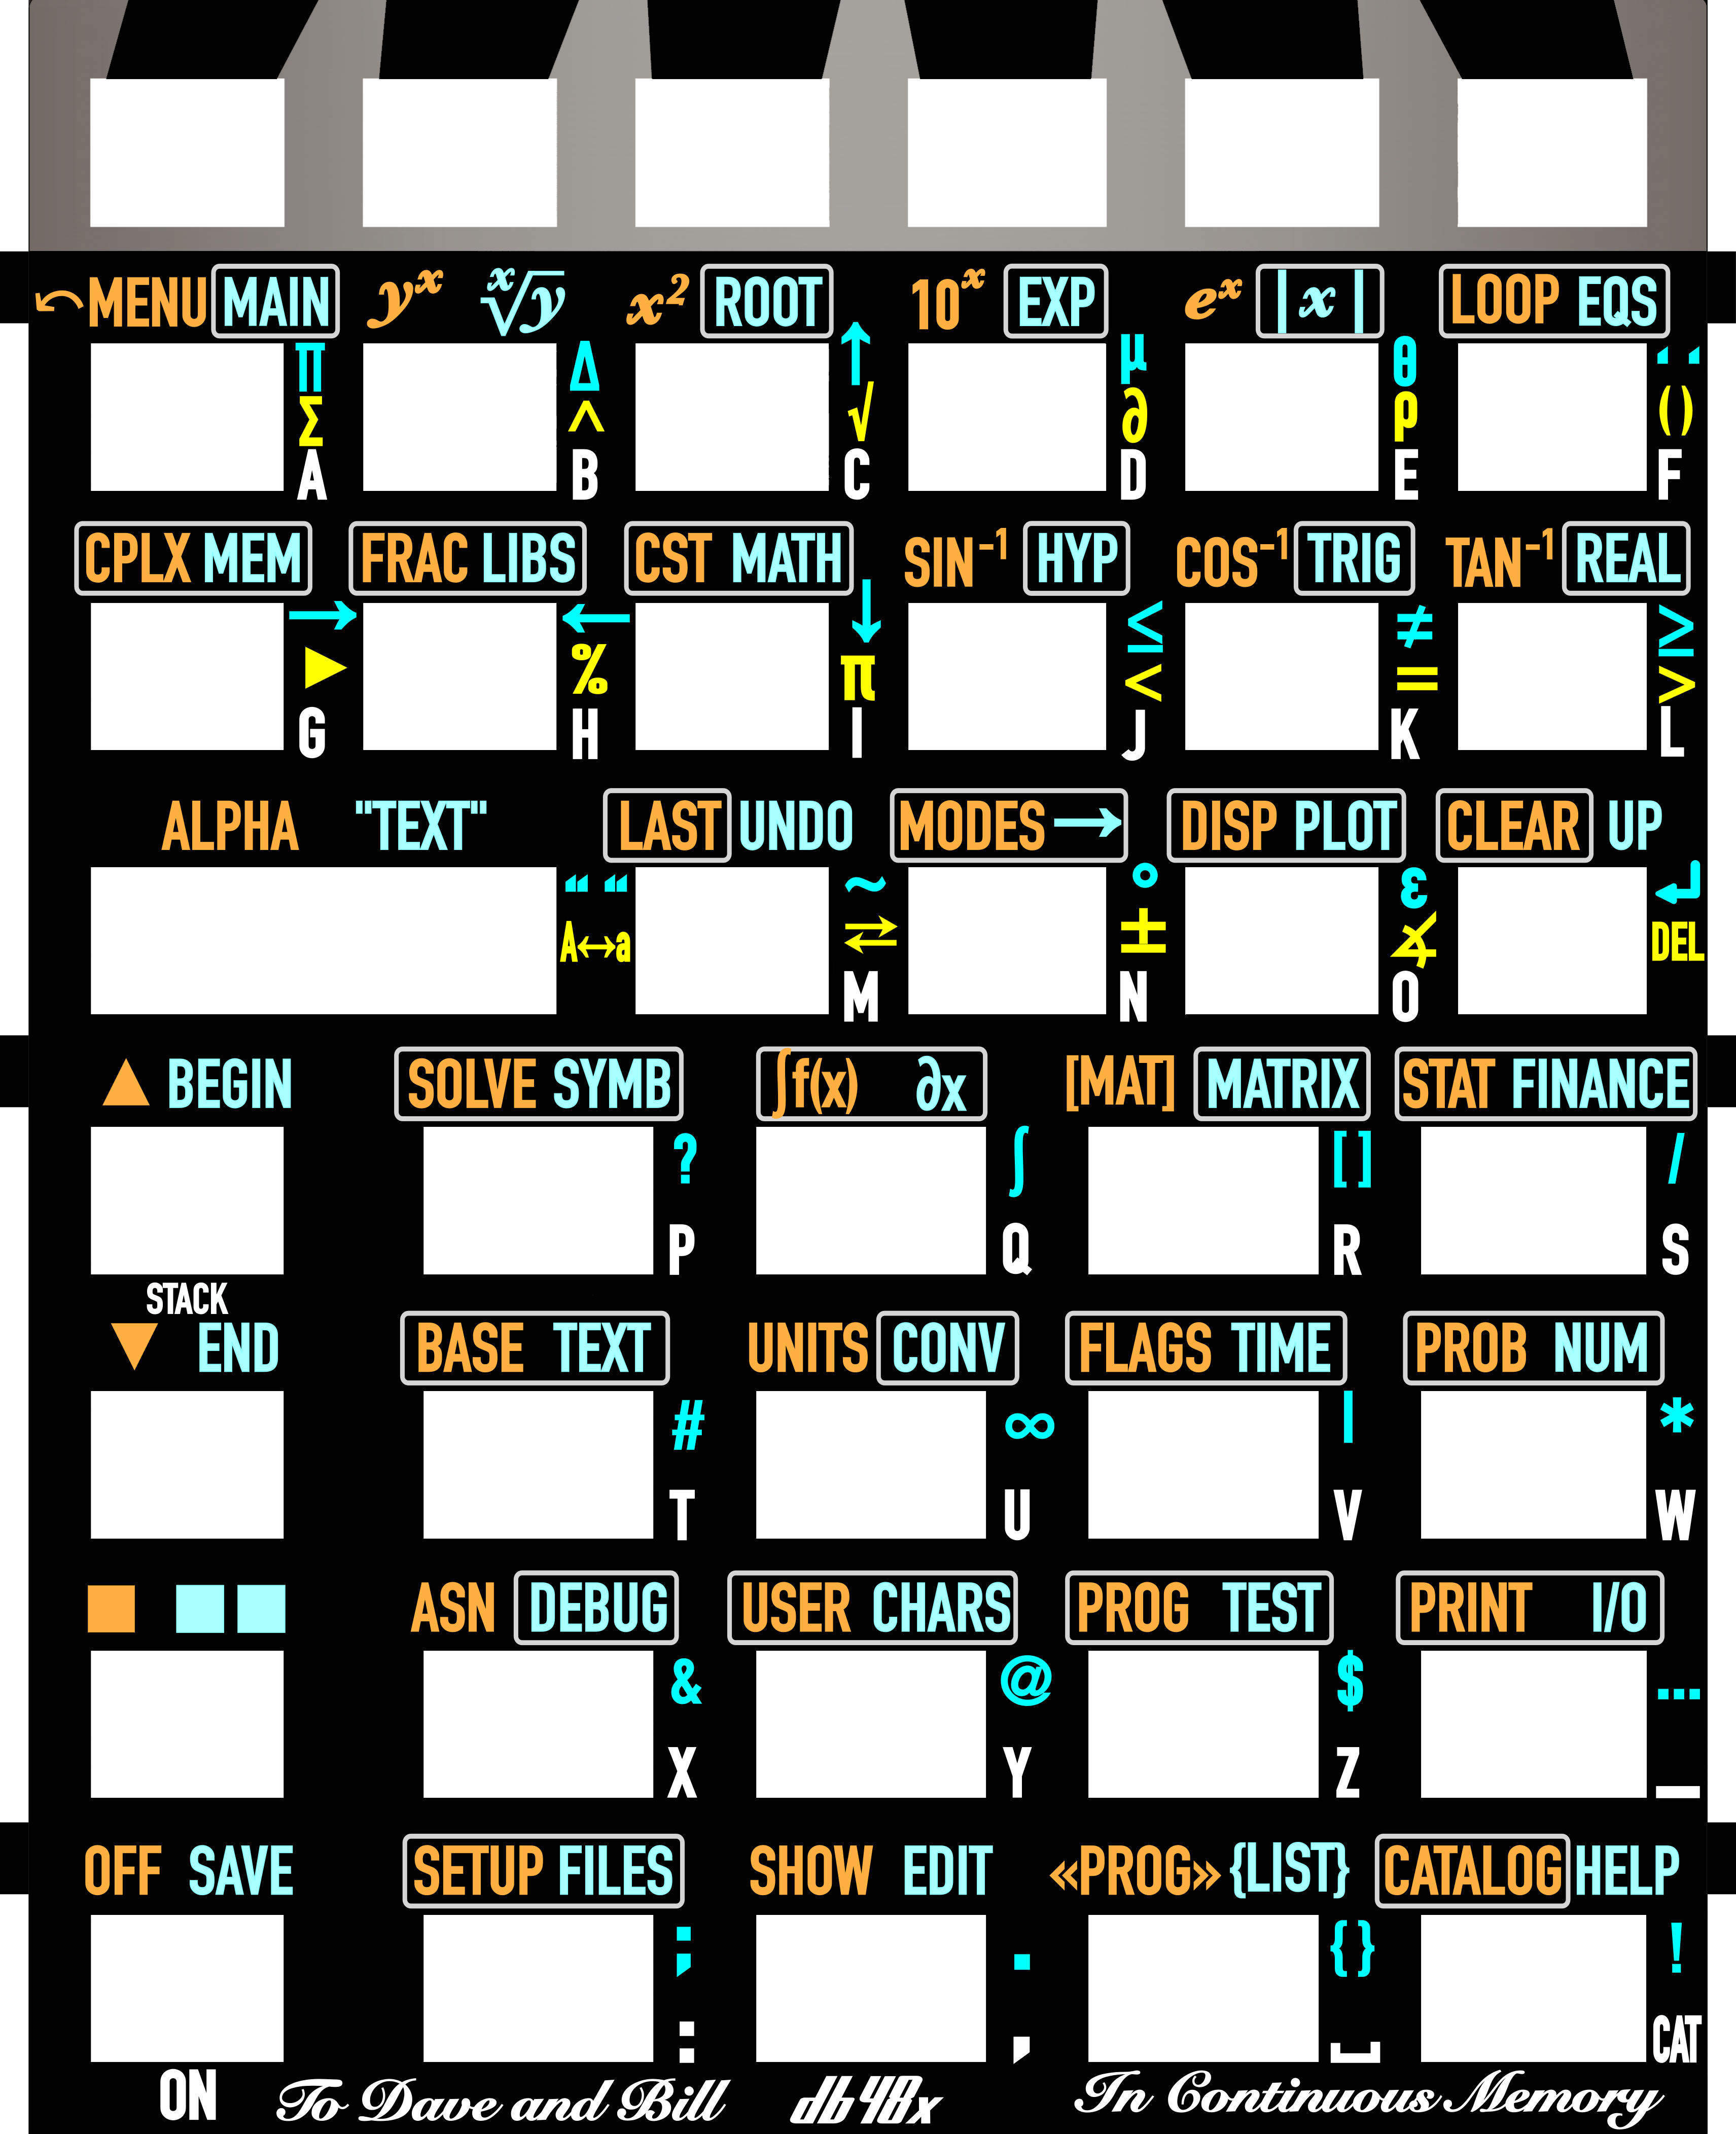 MENU MAIN yˣ ˣ√y x² ROOT 10ˣ EXP eˣ |x| LOOP EQS
Π Δ ↑ µ θ ' '
Σ ^ √ ∂ ρ ()
A B C D E F
CPLX MEM FRAC LIBS CST MATH SIN⁻¹ HYP COS⁻¹ TRIG TAN⁻¹ REAL
→ ← ↓ ≤ ≠ ≥
▶ % π < = >
G H I J K L
ALPHA "TEXT" LAST UNDO MODES→ DISP PLOT CLEAR UP
“ “ ~ ° ε ↲
A↔a ⇄ ± ∡ DEL
M N O
▲ BEGIN SOLVE SYMB ∫f(x) ∂x [MAT] MATRIX STAT FINANCE
? ∫ [] /
P Q R S
STACK
▼ END BASE TEXT UNITS CONV FLAGS TIME PROB NUM
# ∞ | *
T U V W
ASN DEBUG USER CHARS PROG TEST PRINT I/O
& @ $ …
X Y Z _
OFF SAVE SETUP FILES SHOW EDIT «PROG» {LIST} CATALOG HELP
; . {} !
: , ␣ CAT
ON To Dave and Bill db48x In Continuous Memory